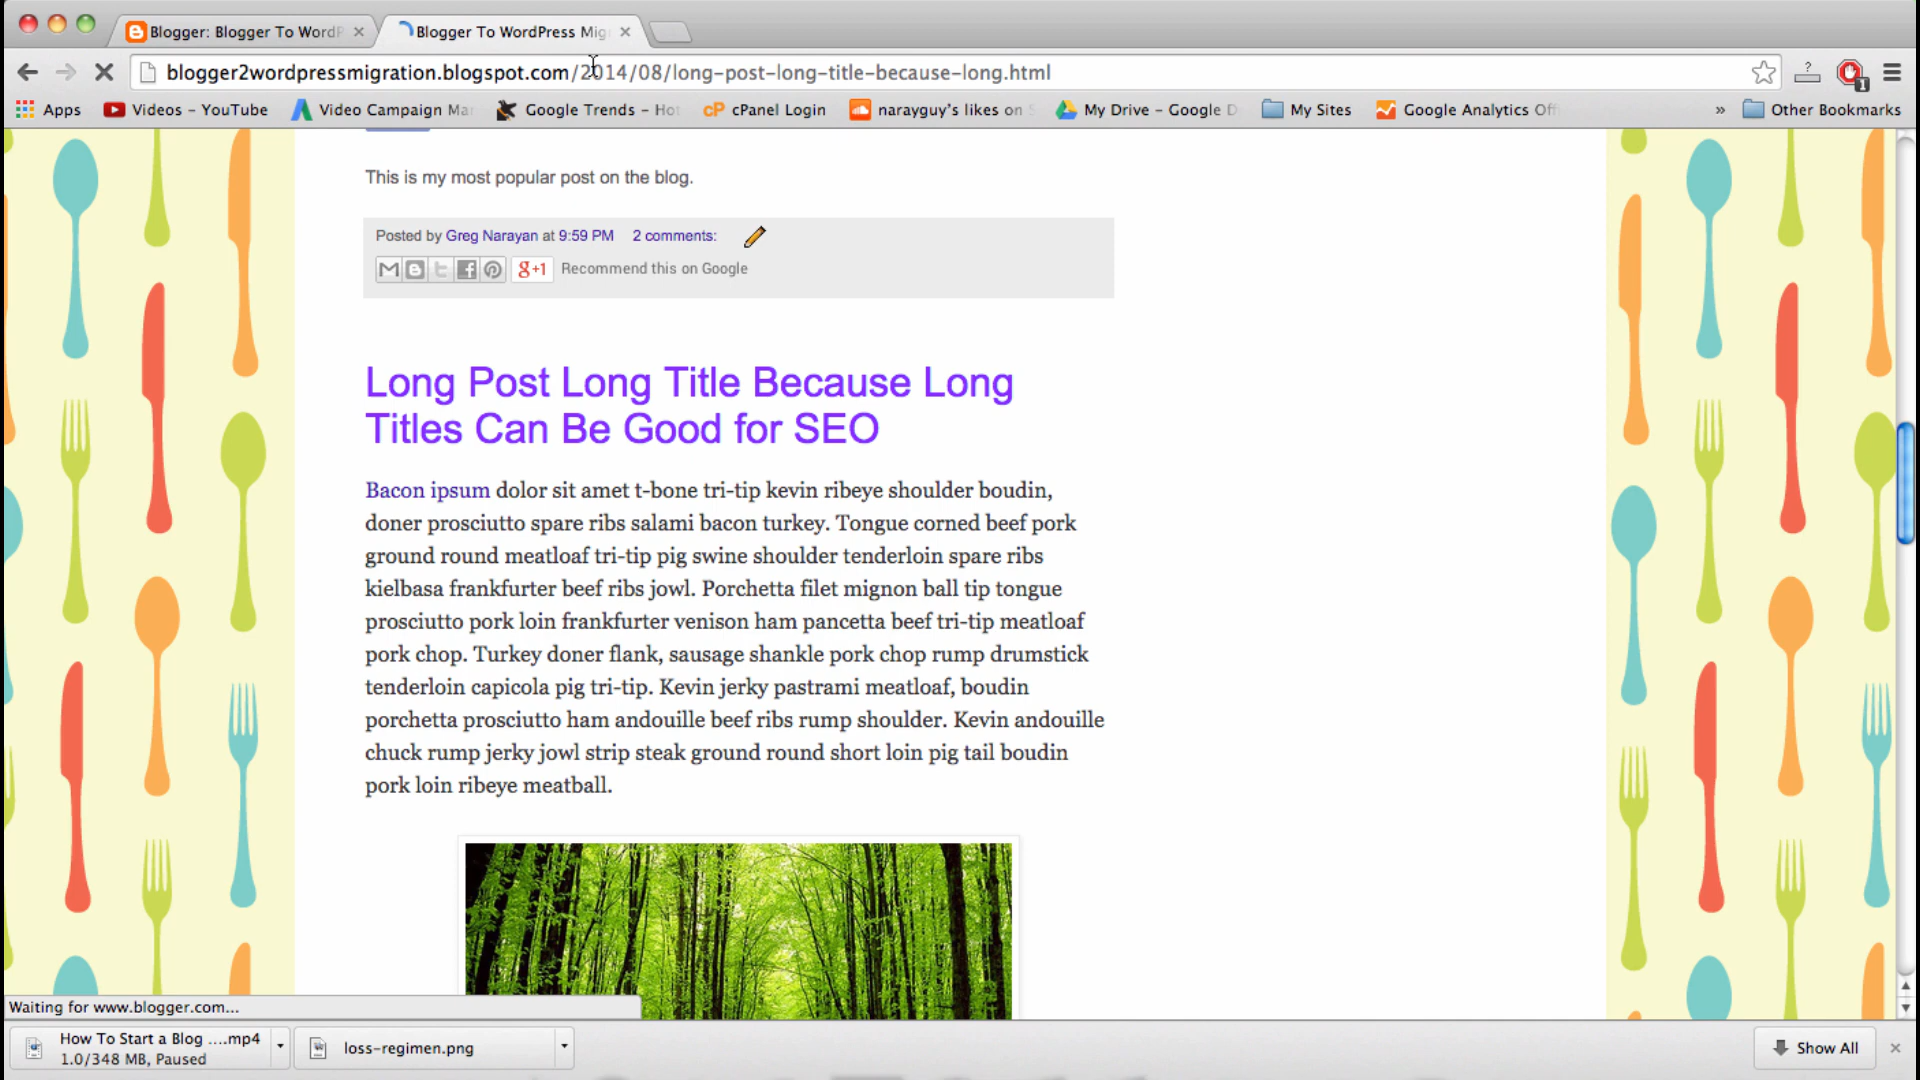 Blogger: Blogger To WordP
Blogger To WordPress Mig
blogger2wordpressmigration.blogspot.com/2014/08/long-post-long-title-because-long.html
?
1
Apps
Videos - YouTube
Video Campaign Ma
Google Trends - Hot
cP cPanel Login
narayguy's likes on S
My Drive - Google D
My Sites
Google Analytics Off
»
Other Bookmarks
This is my most popular post on the blog.
Posted by Greg Narayan at 9:59 PM 2 comments:
g+1 Recommend this on Google
Long Post Long Title Because Long
Titles Can Be Good for SEO
Bacon ipsum dolor sit amet t-bone tri-tip kevin ribeye shoulder boudin,
doner prosciutto spare ribs salami bacon turkey. Tongue corned beef pork
ground round meatloaf tri-tip pig swine shoulder tenderloin spare ribs
kielbasa frankfurter beef ribs jowl. Porchetta filet mignon ball tip tongue
prosciutto pork loin frankfurter venison ham pancetta beef tri-tip meatloaf
pork chop. Turkey doner flank, sausage shankle pork chop rump drumstick
tenderloin capicola pig tri-tip. Kevin jerky pastrami meatloaf, boudin
porchetta prosciutto ham andouille beef ribs rump shoulder. Kevin andouille
chuck rump jerky jowl strip steak ground round short loin pig tail boudin
pork loin ribeye meatball.
Waiting for www.blogger.com...
How To Start a Blog ....mp4
1.0/348 MB, Paused
loss-regimen.png
Show All